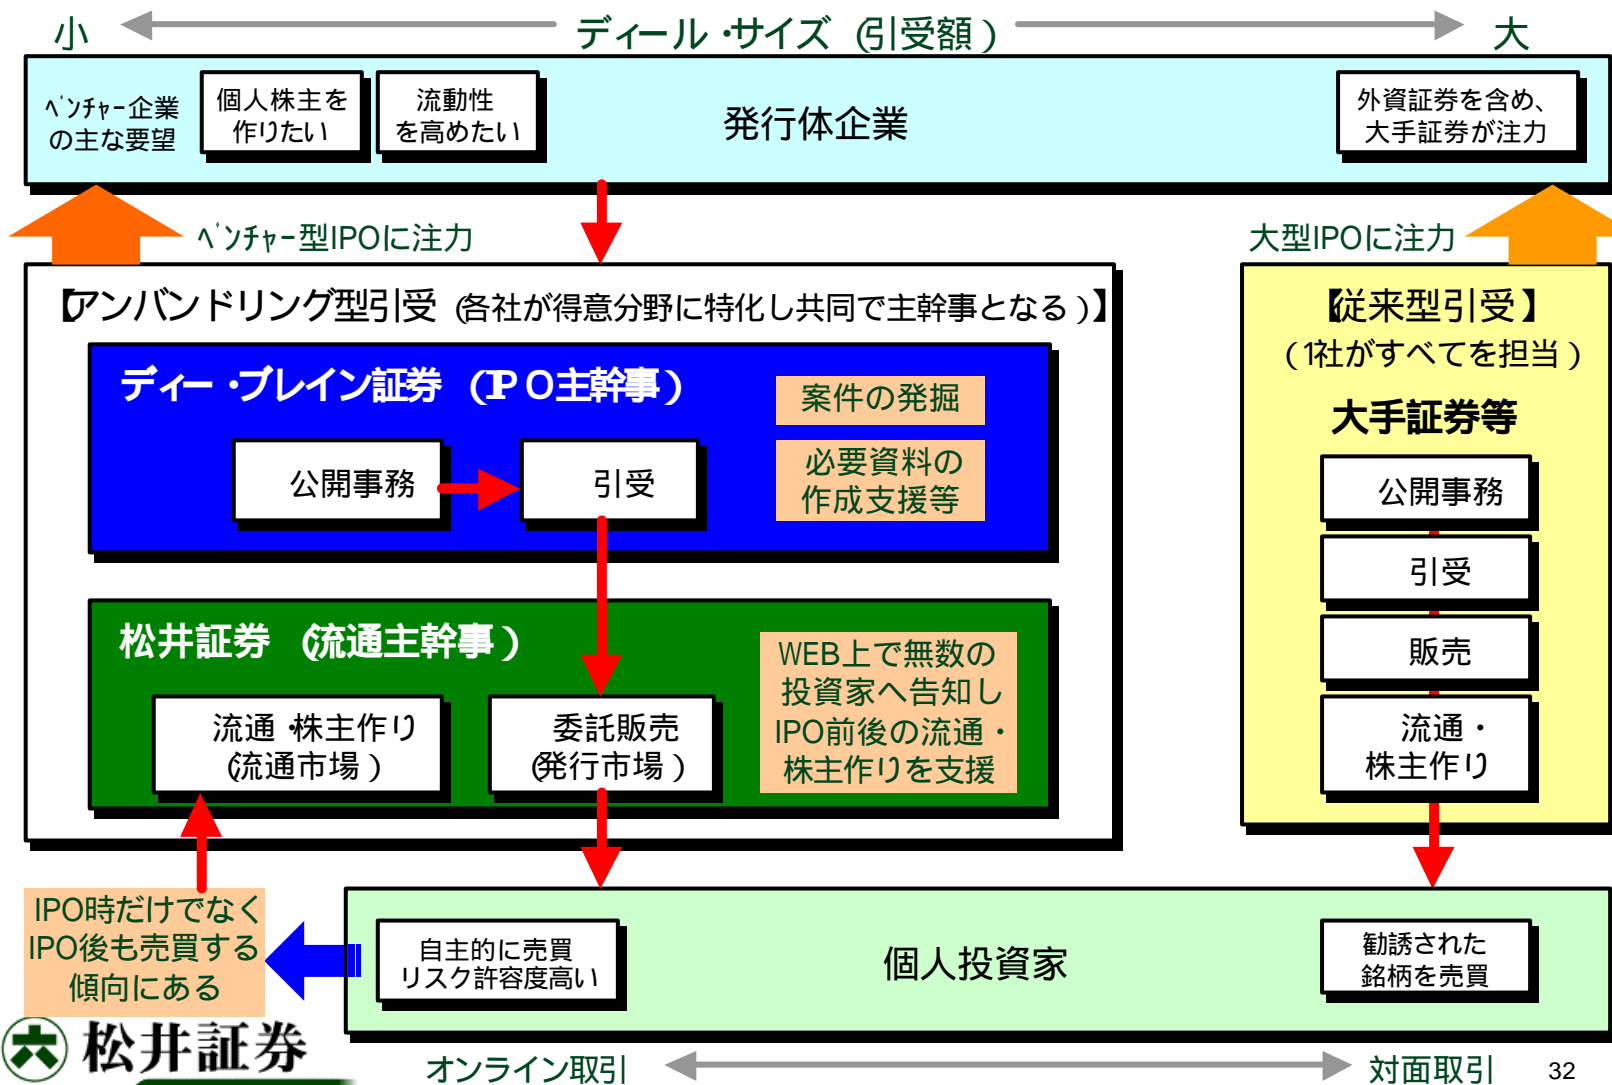 小
ディール・サイズ（引受額）
大
ベンチャー企業
の主な要望
個人株主を
作りたい
流動性
を高めたい
発行体企業
外資証券を含め、
大手証券が注力
ベンチャー型IPOに注力
大型IPOに注力
【アンバンドリング型引受（各社が得意分野に特化し共同で主幹事となる）】
ディー・ブレイン証券（IPO主幹事）
案件の発掘
必要資料の
作成支援等
公開事務
引受
松井証券（流通主幹事）
WEB上で無数の
投資家へ告知し
IPO前後の流通・
株主作りを支援
流通・株主作り
（流通市場）
委託販売
（発行市場）
【従来型引受】
（1社がすべてを担当）
大手証券等
公開事務
引受
販売
流通・
株主作り
IPO時だけでなく
IPO後も売買する
傾向にある
自主的に売買
リスク許容度高い
個人投資家
勧誘された
銘柄を売買
松井証券
オンライン取引
対面取引
32